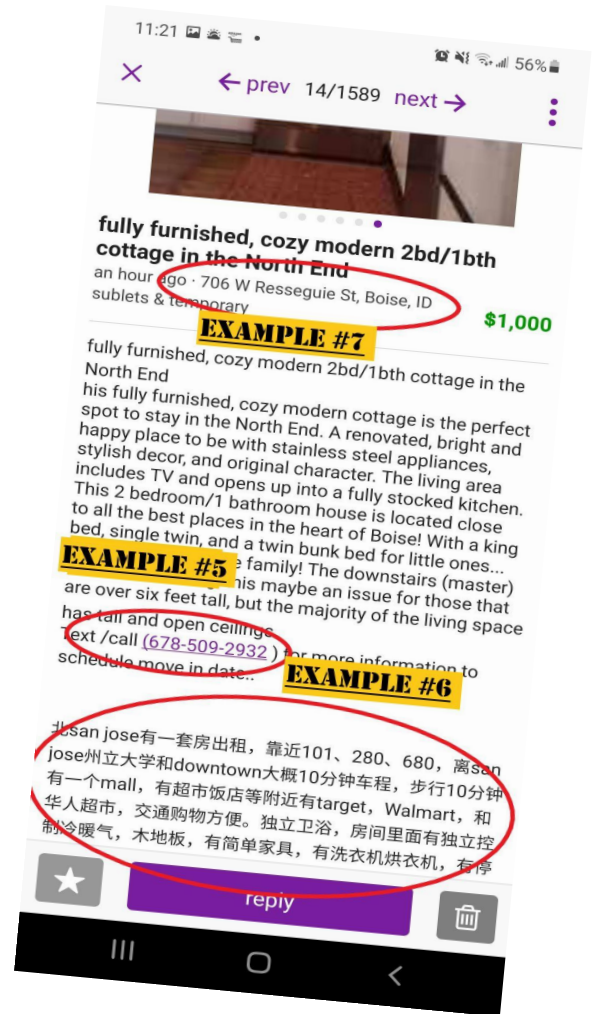 11:21
56%
← prev 14/1589 next →
fully furnished, cozy modern 2bd/1bth
cottage in the North End
an hour ago · 706 W Resseguie St, Boise, ID
sublets & temporary
$1,000
EXAMPLE #7
fully furnished, cozy modern 2bd/1bth cottage in the
North End
his fully furnished, cozy modern cottage is the perfect
spot to stay in the North End. A renovated, bright and
happy place to be with stainless steel appliances,
stylish decor, and original character. The living area
includes TV and opens up into a fully stocked kitchen.
This 2 bedroom/1 bathroom house is located close
to all the best places in the heart of Boise! With a king
bed, single twin, and a twin bunk bed for little ones...
EXAMPLE #5
family! The downstairs (master)
his maybe an issue for those that
are over six feet tall, but the majority of the living space
has tall and open ceilings
Text /call (678-509-2932 ) for more information to
schedule move in date..
EXAMPLE #6
北san jose有一套房出租，靠近101、280、680，离san
jose州立大学和downtown大概10分钟车程，步行10分钟
有一个mall，有超市饭店等附近有target，Walmart，和
华人超市，交通购物方便。独立卫浴，房间里面有独立控
制冷暖气，木地板，有简单家具，有洗衣机烘衣机，有停
reply